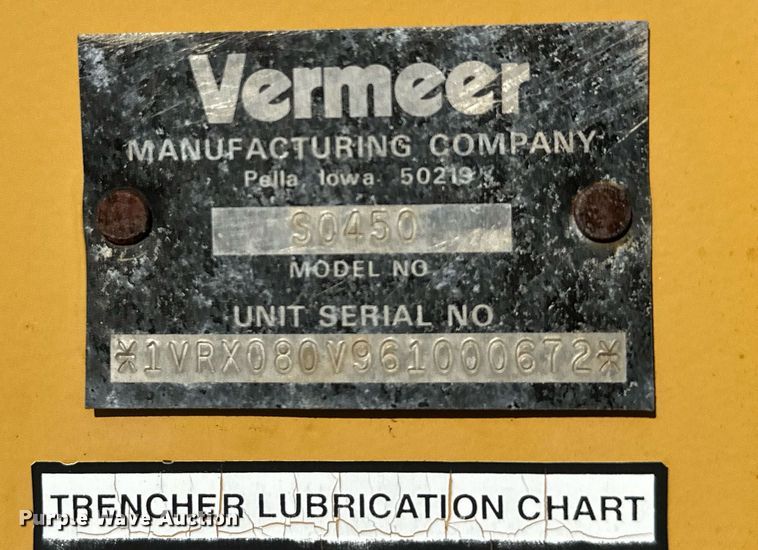 Vermeer
MANUFACTURING COMPANY
Pella, Iowa 50219
S0450
MODEL NO
UNIT SERIAL NO
*1VRX080V961000672*
TRENCHER LUBRICATION CHART
Purple Wave Auction